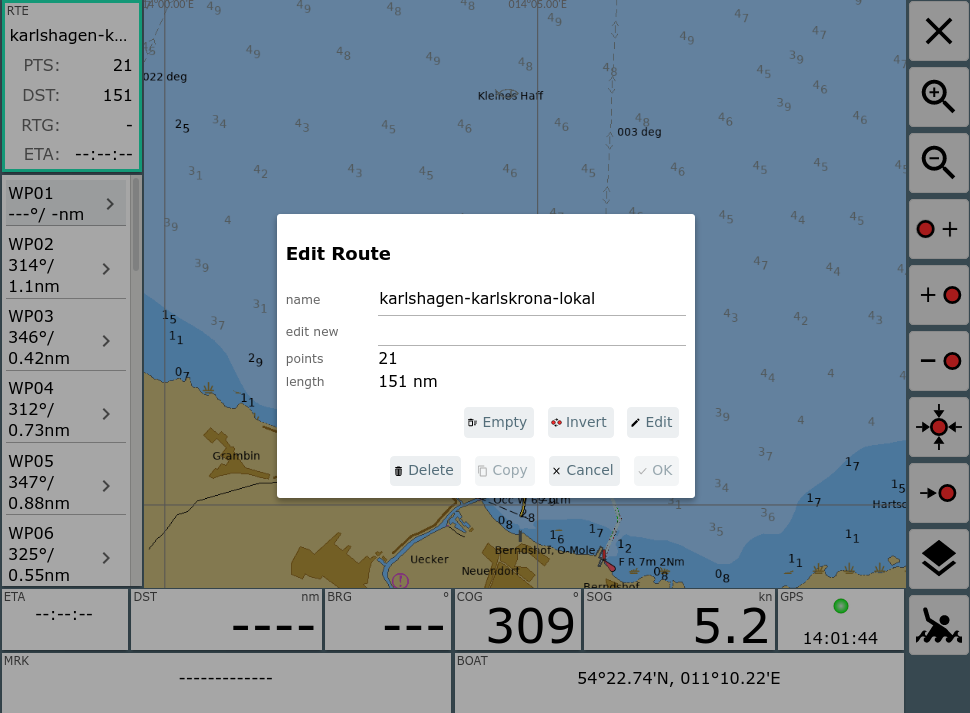 RTE
karlshagen-k...
PTS: 21
DST: 151
RTG: -
ETA: --:--:--
WP01
---°/ -nm
WP02
314°/
1.1nm
WP03
346°/
0.42nm
WP04
312°/
0.73nm
WP05
347°/
0.88nm
WP06
325°/
0.55nm
014°05.00'E
022 deg
Kleines Haff
003 deg
Edit Route
name karlshagen-karlskrona-lokal
edit new
points 21
length 151 nm
Empty Invert Edit
Delete Copy Cancel OK
Grambin
Uecker
Berndshof, O-Mole
Neuendorf
F R 7m 2Nm
Berndshof
Hartsc
ETA
--:--:--
DST nm
----
BRG °
---
COG °
309
SOG kn
5.2
GPS
14:01:44
MRK
-------------
BOAT
54°22.74'N, 011°10.22'E